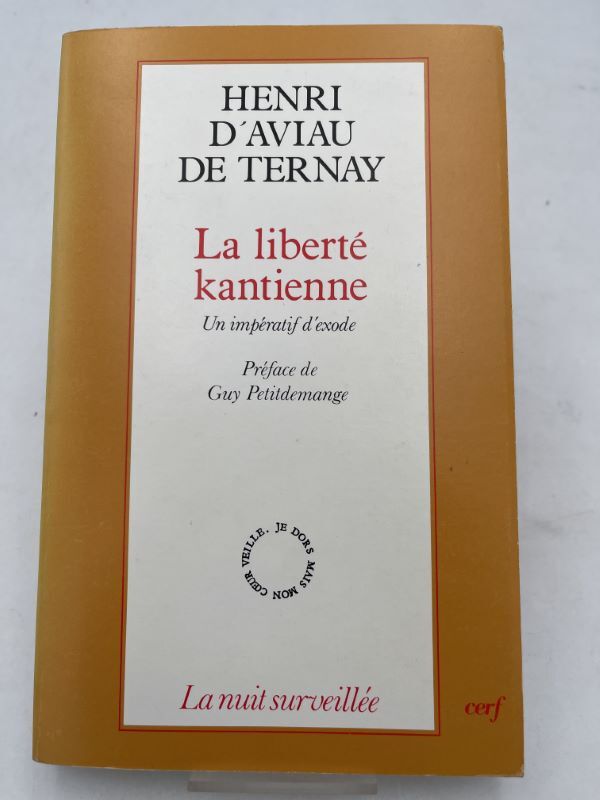 HENRI
D'AVIAU
DE TERNAY
La liberté
kantienne
Un impératif d'exode
Préface de
Guy Petitdemange
JE DORS MAIS MON CŒUR VEILLE.
La nuit surveillée
cerf